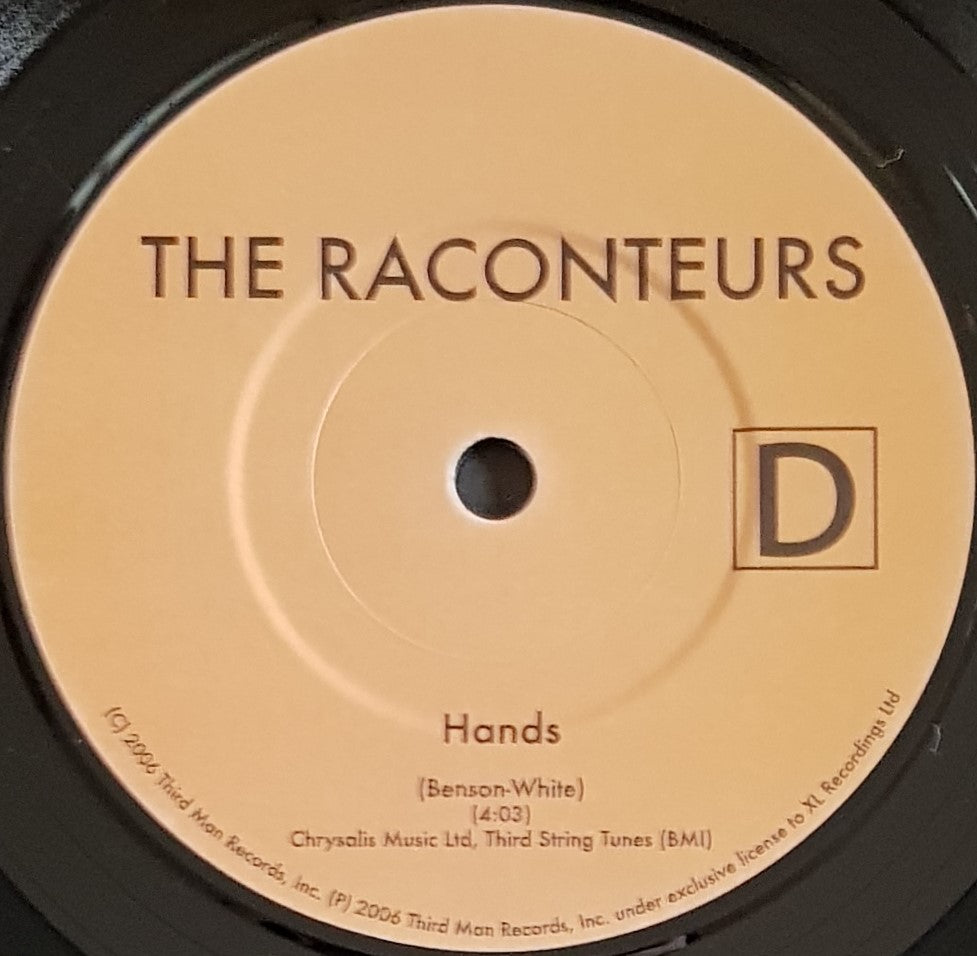 THE RACONTEURS
D
Hands
(Benson-White)
(4:03)
Chrysalis Music Ltd, Third String Tunes (BMI)
(C) 2006 Third Man Records, Inc. (P) 2006 Third Man Records, Inc. under exclusive license to XL Recordings Ltd